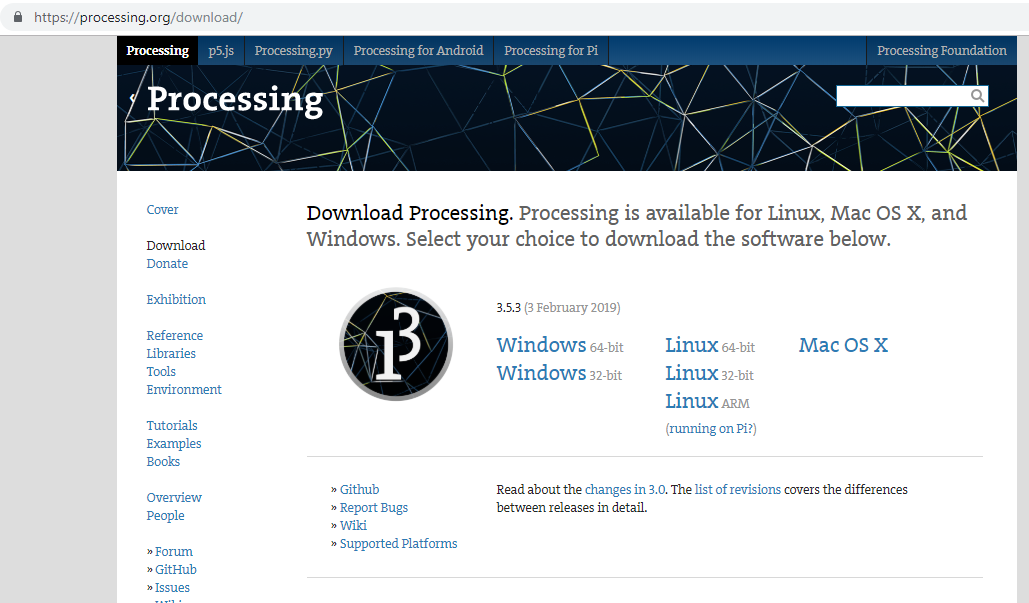 https://processing.org/download/
Processing p5.js Processing.py Processing for Android Processing for Pi Processing Foundation
Processing
Cover
Download
Donate
Exhibition
Reference
Libraries
Tools
Environment
Tutorials
Examples
Books
Overview
People
» Forum
» GitHub
» Issues
Download Processing. Processing is available for Linux, Mac OS X, and
Windows. Select your choice to download the software below.
3.5.3 (3 February 2019)
Windows 64-bit
Windows 32-bit
Linux 64-bit
Linux 32-bit
Linux ARM
(running on Pi?)
Mac OS X
» Github
» Report Bugs
» Wiki
» Supported Platforms
Read about the changes in 3.0. The list of revisions covers the differences
between releases in detail.